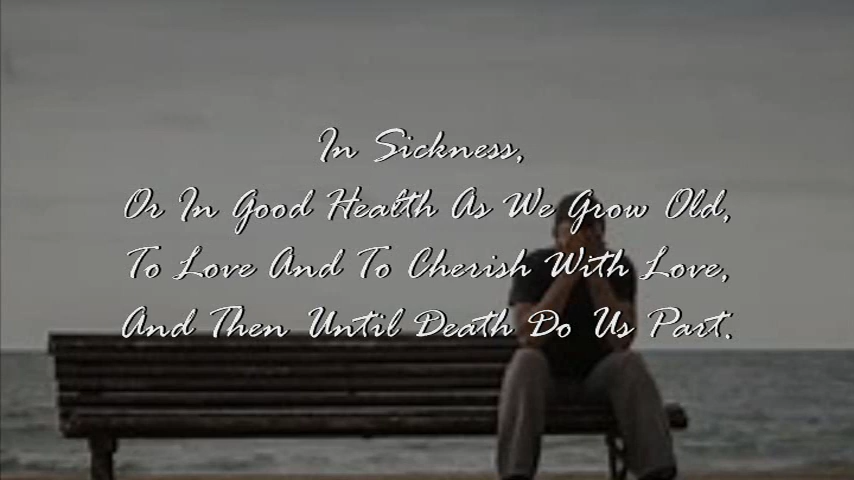 In Sickness,
Or In Good Health As We Grow Old,
To Love And To Cherish With Love,
And Then Until Death Do Us Part.